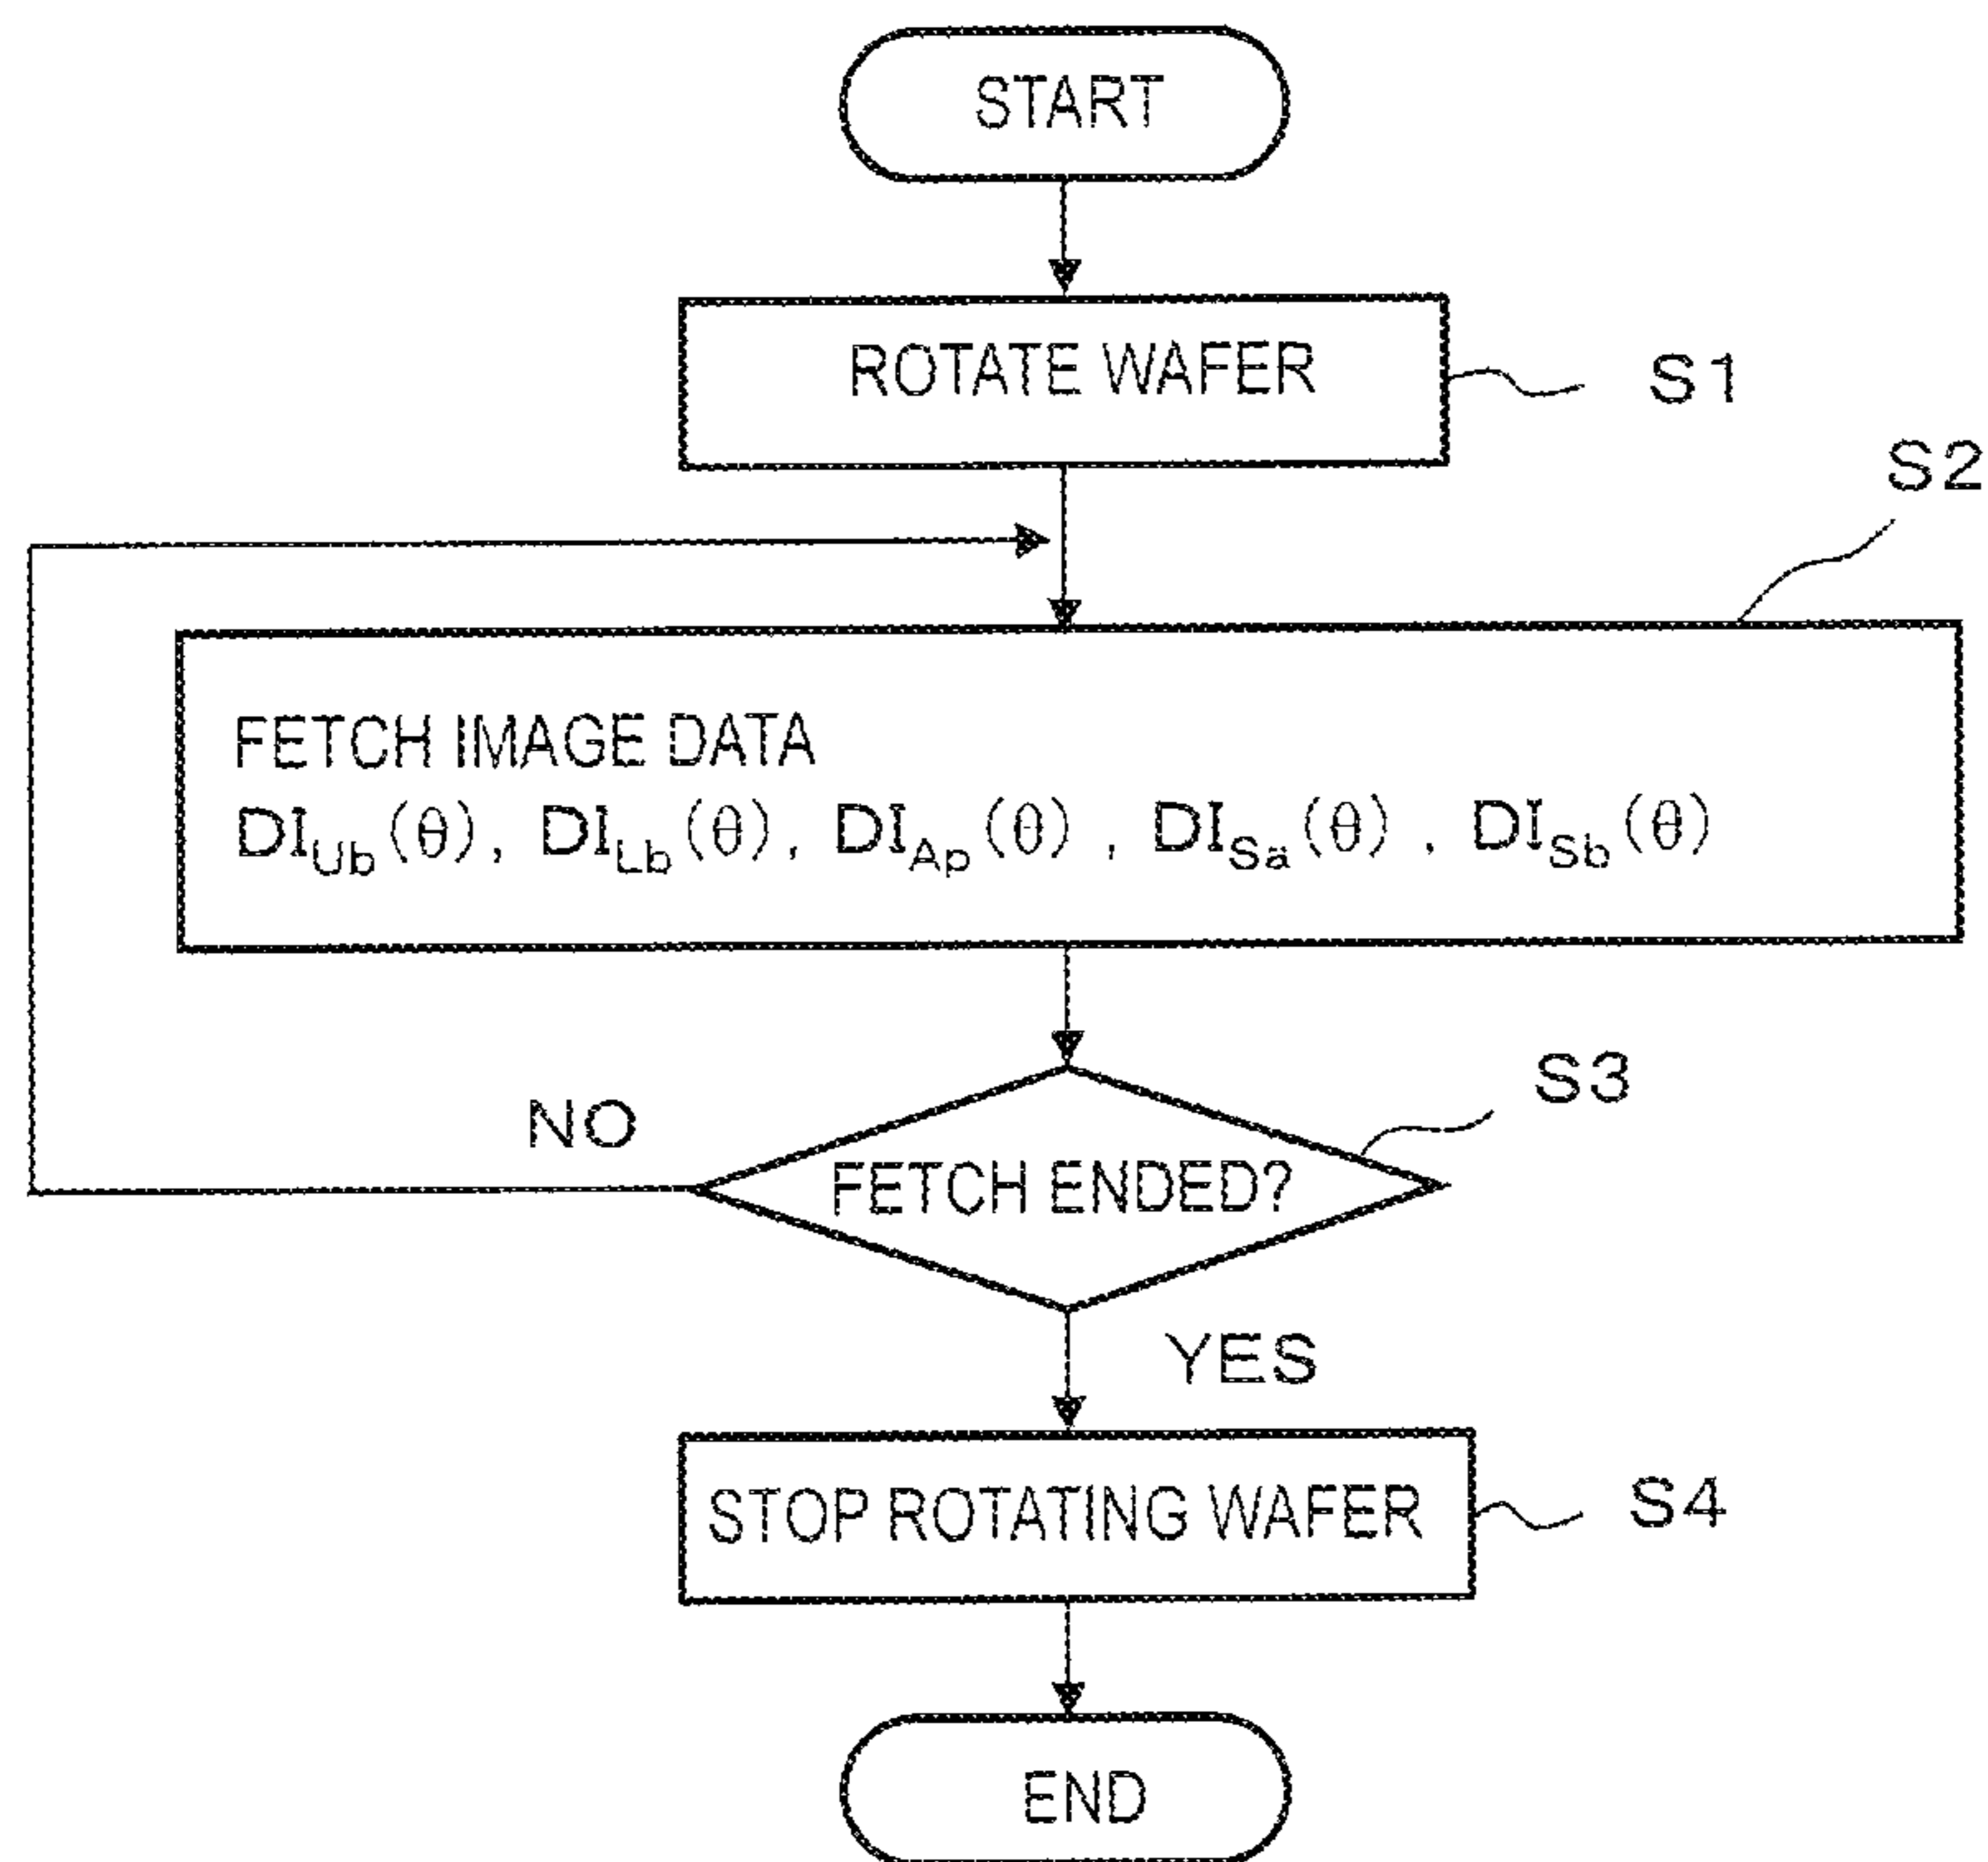 START
ROTATE WAFER
S1
S2
FETCH IMAGE DATA
DI_Ub(θ), DI_Lb(θ), DI_Ap(θ), DI_Sa(θ), DI_Sb(θ)
S3
NO
FETCH ENDED?
YES
STOP ROTATING WAFER
S4
END